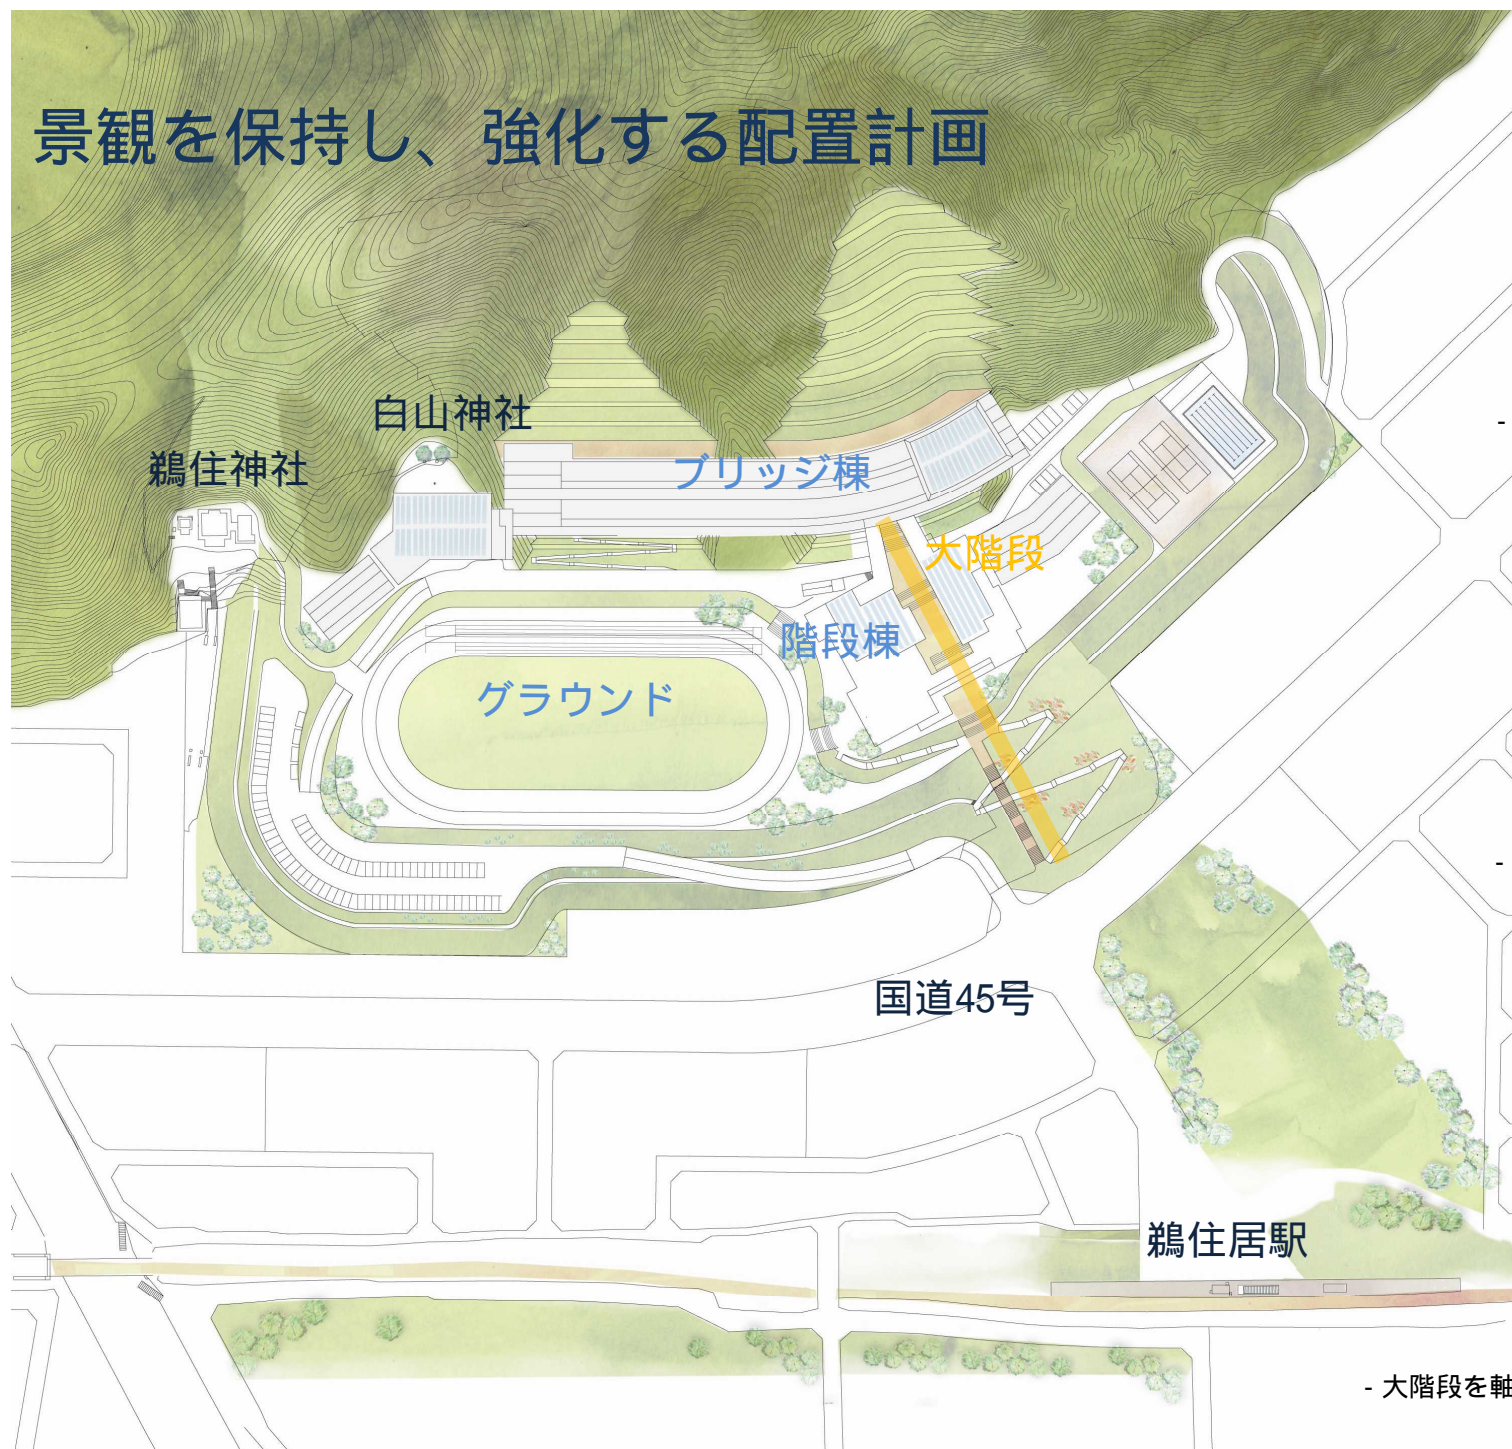 景観を保持し、強化する配置計画
白山神社
鵜住神社
ブリッジ棟
大階段
階段棟
グラウンド
国道45号
鵜住居駅
-
-
- 大階段を軸